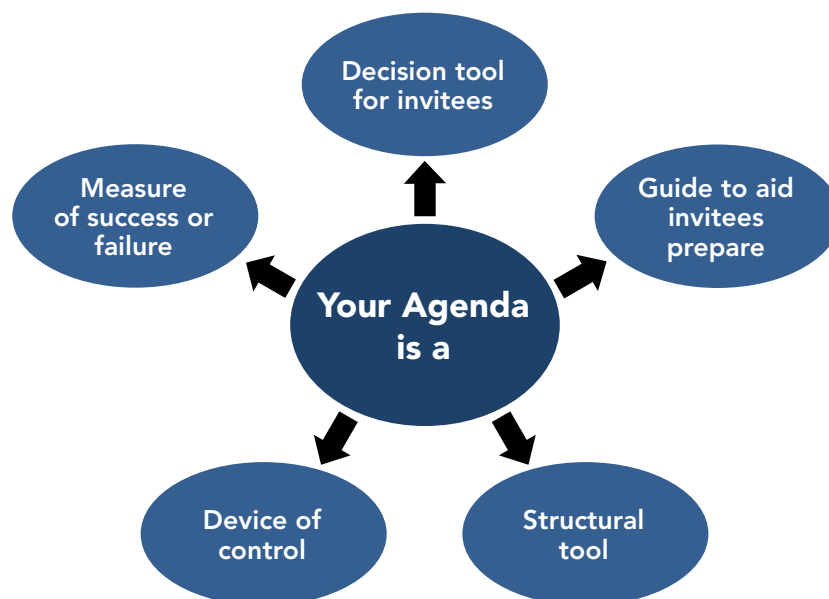 Decision tool
for invitees
Measure
of success or
failure
Guide to aid
invitees
prepare
Your Agenda
is a
Device of
control
Structural
tool